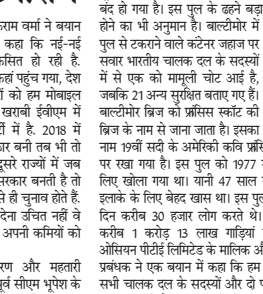 कराम वर्मा ने बयान
कहा कि नई-नई
कसित हो रही है.
कहां पहुंच गया, देश
ों को हम मोबाइल
खराबी ईवीएम में
र्टी में है. 2018 में
कार बनी तब भी तो
दूसरे राज्यों में जब
सरकार बनती है तो
से ही चुनाव होते हैं.
देना उचित नहीं वे
अपनी कमियों को
रण और महतारी
पूर्व सीएम भूपेश के
बंद हो गया है। इस पुल के ढहने बड़ा
होने का भी अनुमान है। बाल्टीमोर में
पुल से टकराने वाले कंटेनर जहाज पर
सवार भारतीय चालक दल के सदस्यों
में से एक को मामूली चोट आई है,
जबकि 21 अन्य सुरक्षित बताए गए हैं।
बाल्टीमोर ब्रिज को फ्रांसिस स्कॉट की
ब्रिज के नाम से जाना जाता है। इसका
नाम 19वीं सदी के अमेरिकी कवि फ्रांसि
पर रखा गया है। इस पुल को 1977
लिए खोला गया था। यानी 47 साल
इलाके के लिए बेहद खास था। इस पुल
दिन करीब 30 हजार लोग करते थे।
करीब 1 करोड़ 13 लाख गाड़ियां
ओसियन पीटीई लिमिटेड के मालिक औ
प्रबंधक ने एक बयान में कहा कि हम
सभी चालक दल के सदस्यों और दो प